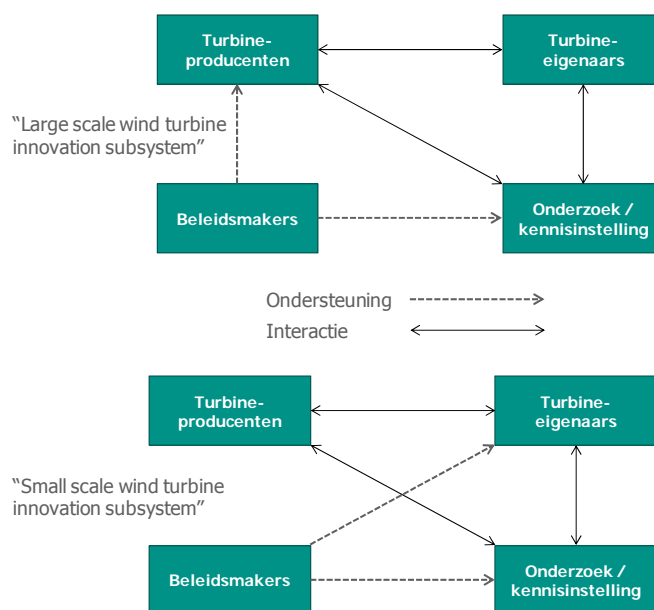 Turbine-
producenten
Turbine-
eigenaars
“Large scale wind turbine
innovation subsystem”
Beleidsmakers
Onderzoek /
kennisinstelling
Ondersteuning
Interactie
Turbine-
producenten
Turbine-
eigenaars
“Small scale wind turbine
innovation subsystem”
Beleidsmakers
Onderzoek /
kennisinstelling